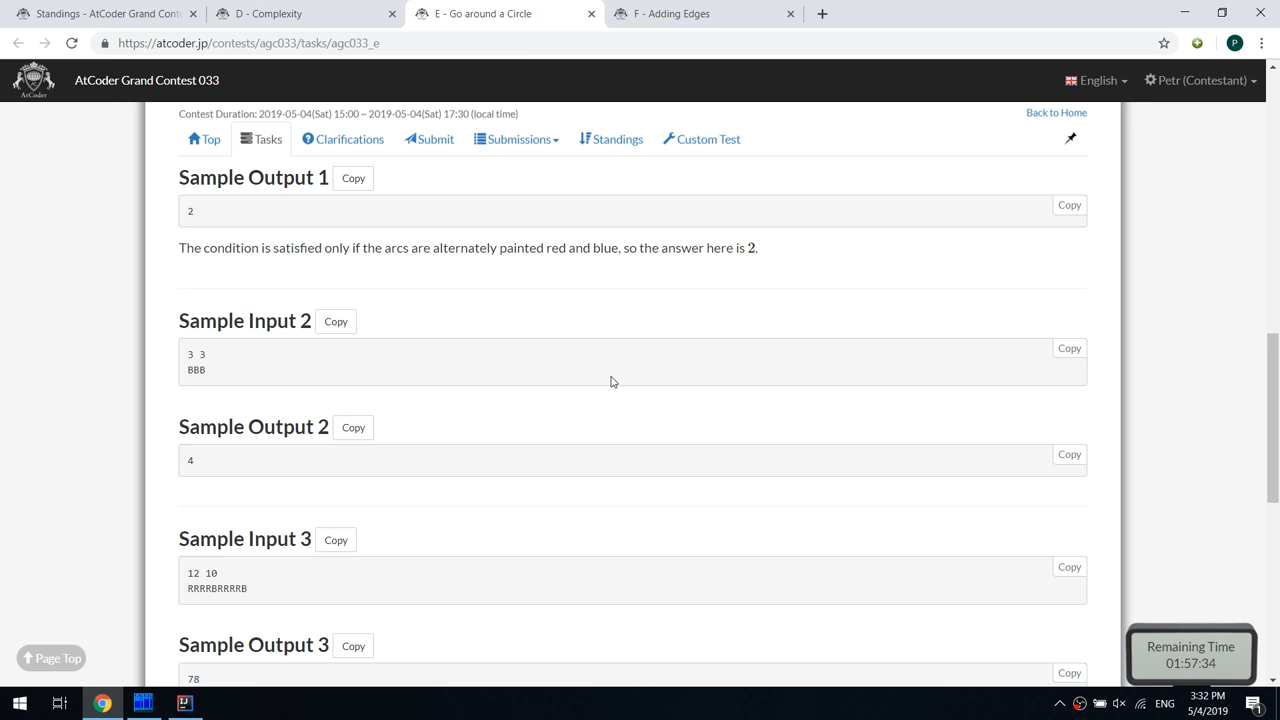 Standings - AtCoder Grand Cont
D - Complexity
E - Go around a Circle
F - Adding Edges
https://atcoder.jp/contests/agc033/tasks/agc033_e
P
AtCoder
AtCoder Grand Contest 033
English
Petr (Contestant)
Contest Duration: 2019-05-04(Sat) 15:00 ~ 2019-05-04(Sat) 17:30 (local time)
Back to Home
Top
Tasks
Clarifications
Submit
Submissions
Standings
Custom Test
Sample Output 1
Copy
2
Copy
The condition is satisfied only if the arcs are alternately painted red and blue, so the answer here is 2.
Sample Input 2
Copy
3 3
BBB
Copy
Sample Output 2
Copy
4
Copy
Sample Input 3
Copy
12 10
RRRRBRRRRB
Copy
Sample Output 3
Copy
78
Copy
Page Top
Remaining Time
01:57:34
ENG
3:32 PM
5/4/2019
1